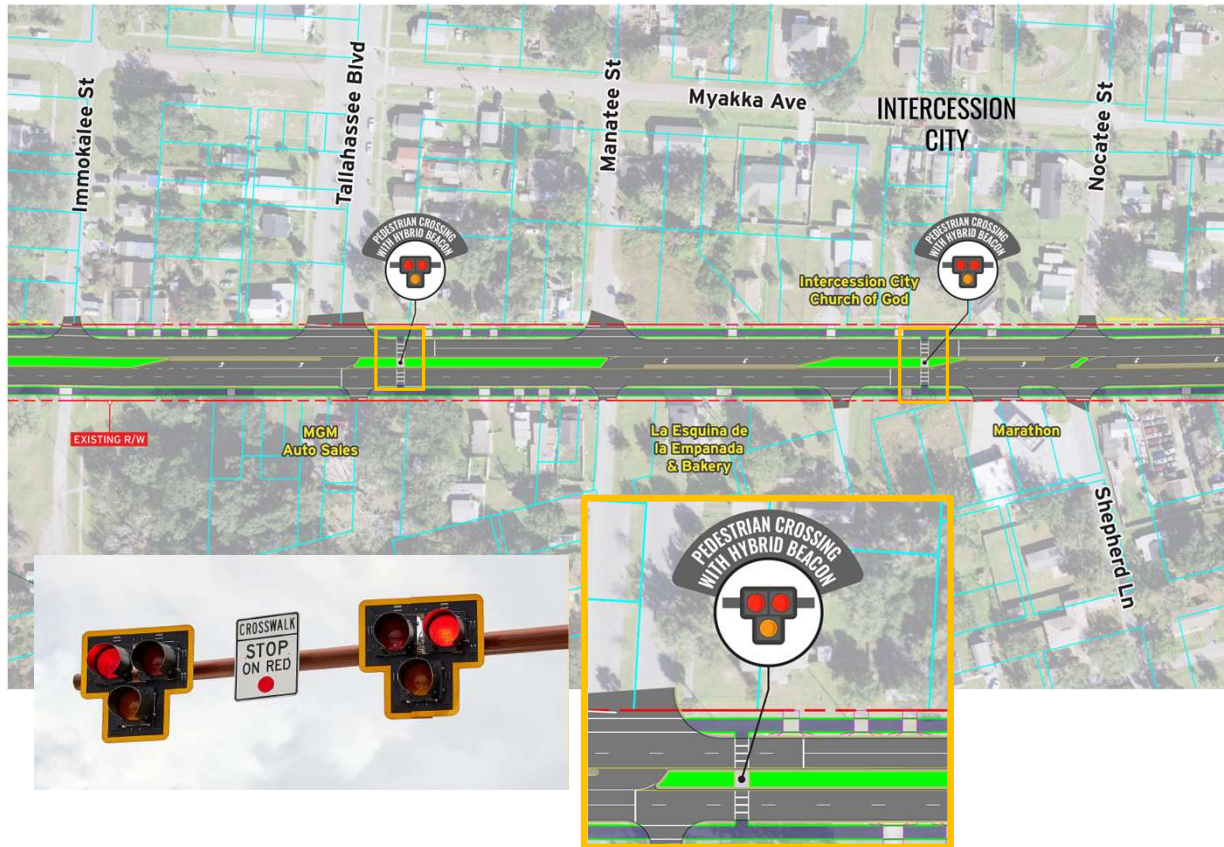 Immokalee St
Tallahassee Blvd
Manatee St
Myakka Ave
INTERCESSION
CITY
Nocatee St
PEDESTRIAN CROSSING
WITH HYBRID BEACON
PEDESTRIAN CROSSING
WITH HYBRID BEACON
Intercession City
Church of God
EXISTING R/W
MGM
Auto Sales
La Esquina de
la Empanada
& Bakery
Marathon
Shepherd Ln
CROSSWALK
STOP
ON RED
PEDESTRIAN CROSSING
WITH HYBRID BEACON